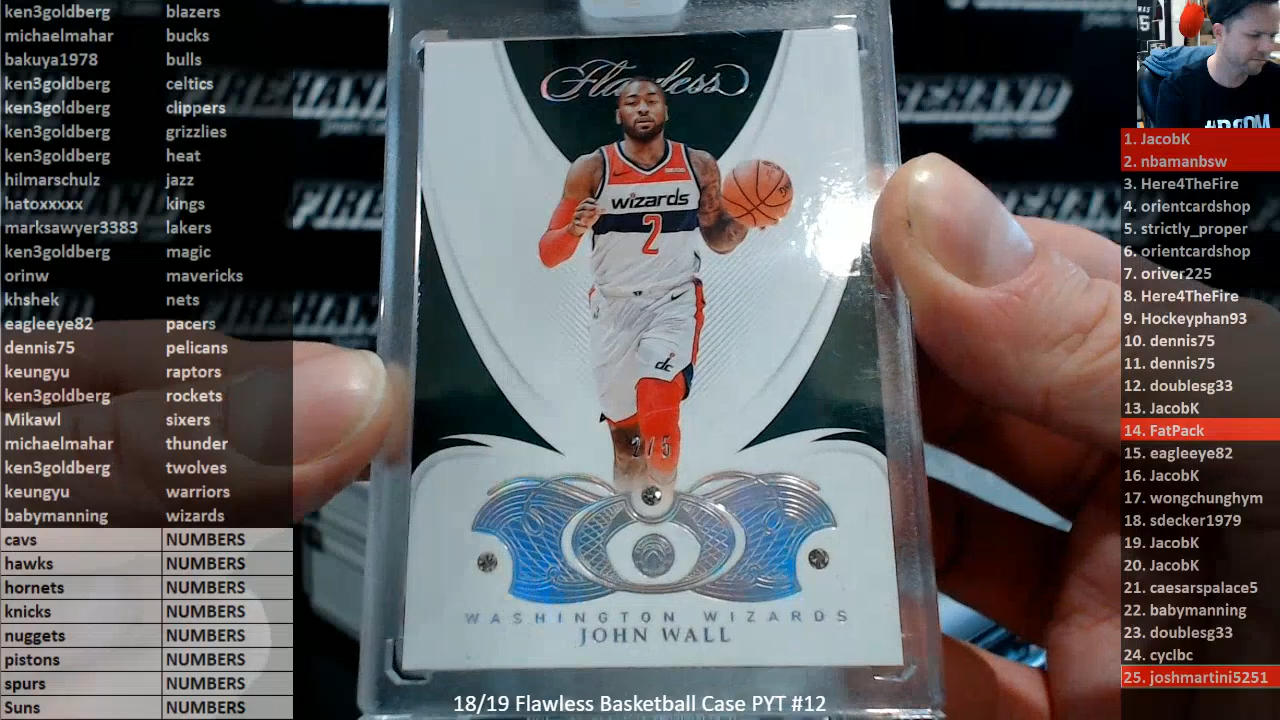 ken3goldberg blazers
michaelmahar bucks
bakuya1978 bulls
ken3goldberg celtics
ken3goldberg clippers
ken3goldberg grizzlies
ken3goldberg heat
hilmarschulz jazz
hatoxxxxx kings
marksawyer3383 lakers
ken3goldberg magic
orinw mavericks
khshek nets
eagleeye82 pacers
dennis75 pelicans
keungyu raptors
ken3goldberg rockets
Mikawl sixers
michaelmahar thunder
ken3goldberg twolves
keungyu warriors
babymanning wizards
cavs NUMBERS
hawks NUMBERS
hornets NUMBERS
knicks NUMBERS
nuggets NUMBERS
pistons NUMBERS
spurs NUMBERS
Suns NUMBERS
Flawless
wizards
2
dc
2/5
WASHINGTON WIZARDS
JOHN WALL
18/19 Flawless Basketball Case PYT #12
1. JacobK
2. nbamanbsw
3. Here4TheFire
4. orientcardshop
5. strictly_proper
6. orientcardshop
7. oriver225
8. Here4TheFire
9. Hockeyphan93
10. dennis75
11. dennis75
12. doublesg33
13. JacobK
14. FatPack
15. eagleeye82
16. JacobK
17. wongchunghym
18. sdecker1979
19. JacobK
20. JacobK
21. caesarspalace5
22. babymanning
23. doublesg33
24. cyclbc
25. joshmartini5251